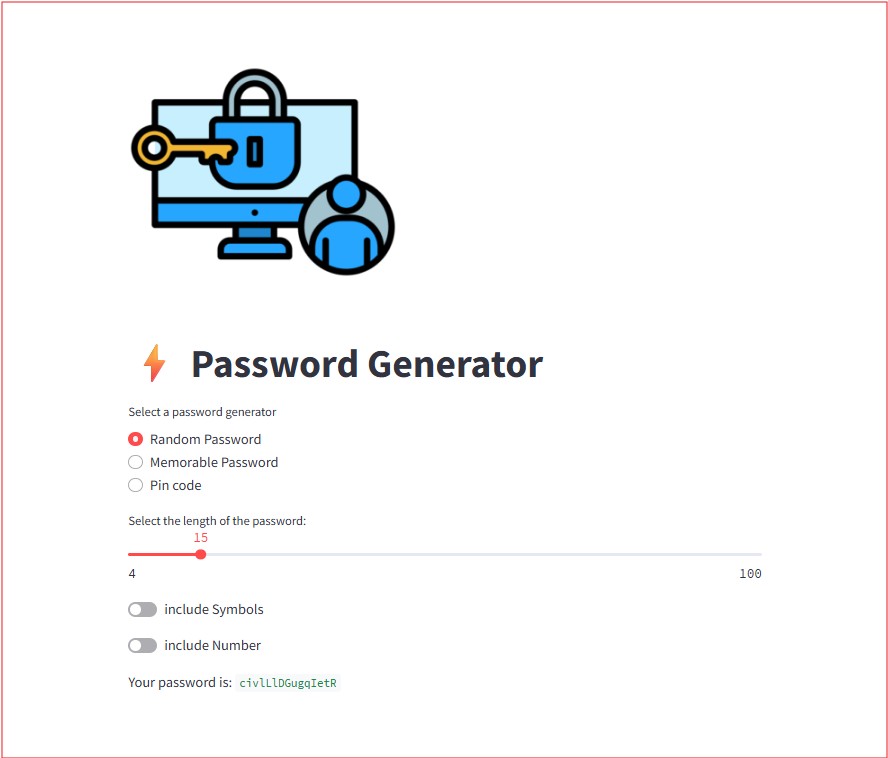 Password Generator
Select a password generator
Random Password
Memorable Password
Pin code
Select the length of the password:
15
4 100
include Symbols
include Number
Your password is: civlLlDGugqIetR